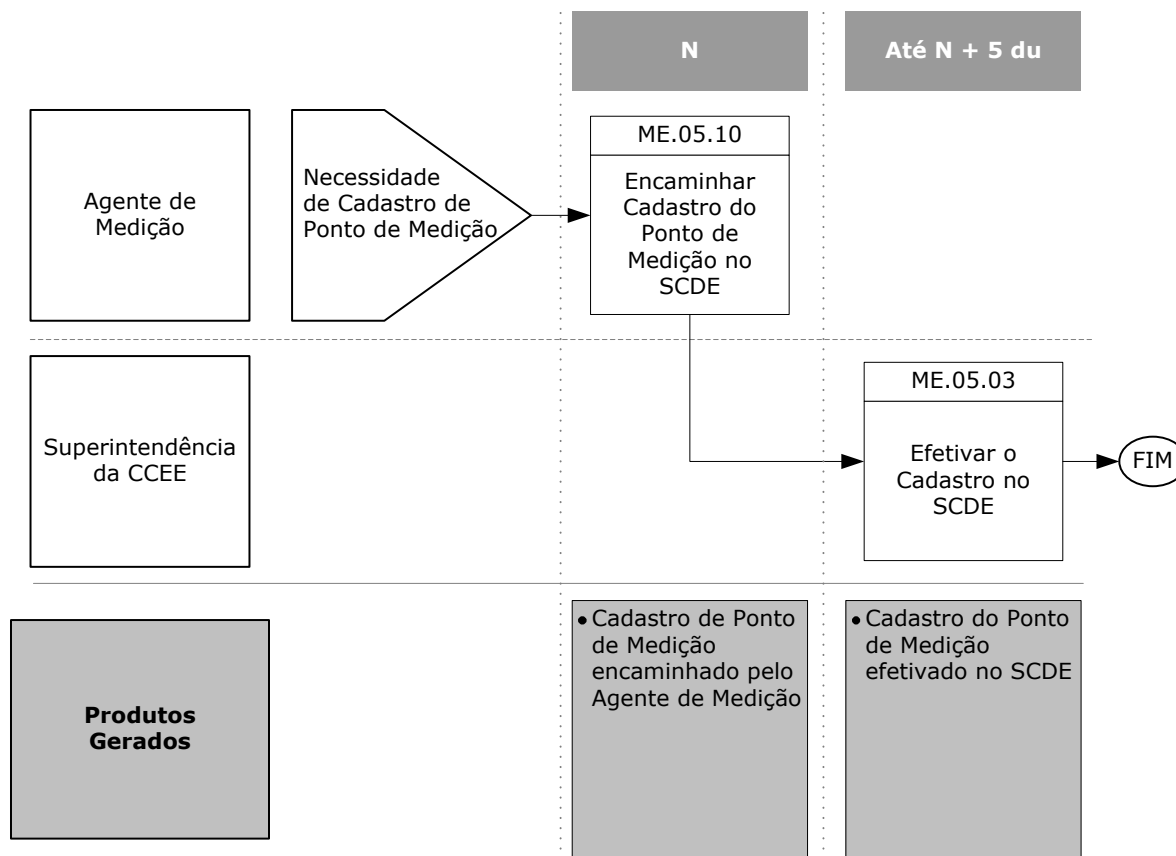 N
Até N + 5 du
Agente de
Medição
Necessidade
de Cadastro de
Ponto de Medição
ME.05.10
Encaminhar
Cadastro do
Ponto de
Medição no
SCDE
Superintendência
da CCEE
ME.05.03
Efetivar o
Cadastro no
SCDE
FIM
Produtos
Gerados
• Cadastro de Ponto
de Medição
encaminhado pelo
Agente de Medição
• Cadastro do Ponto
de Medição
efetivado no SCDE